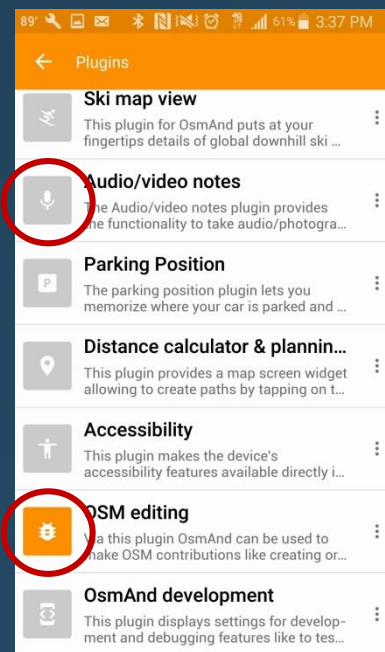 89° 61% 3:37 PM
Plugins
Ski map view
This plugin for OsmAnd puts at your
fingertips details of global downhill ski ...
Audio/video notes
The Audio/video notes plugin provides
the functionality to take audio/photogra...
P
Parking Position
The parking position plugin lets you
memorize where your car is parked and ...
Distance calculator & plannin...
This plugin provides a map screen widget
allowing to create paths by tapping on t...
Accessibility
This plugin makes the device's
accessibility features available directly i...
OSM editing
Via this plugin OsmAnd can be used to
make OSM contributions like creating or...
OsmAnd development
This plugin displays settings for develop-
ment and debugging features like to tes...